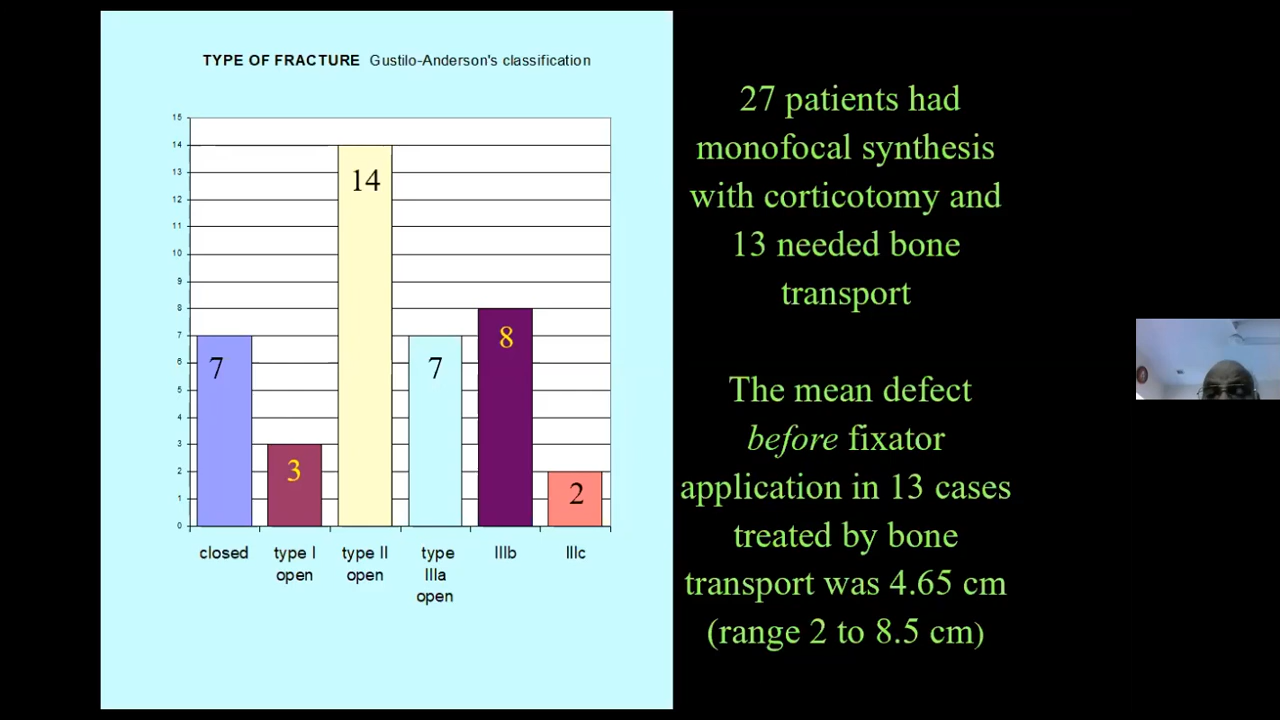 TYPE OF FRACTURE Gustilo-Anderson's classification
15
14
13
12
11
10
9
8
7
6
5
4
3
2
1
0
7
3
14
7
8
2
closed
type I
open
type II
open
type
IIIa
open
IIIb
IIIc
27 patients had
monofocal synthesis
with corticotomy and
13 needed bone
transport
The mean defect
before fixator
application in 13 cases
treated by bone
transport was 4.65 cm
(range 2 to 8.5 cm)